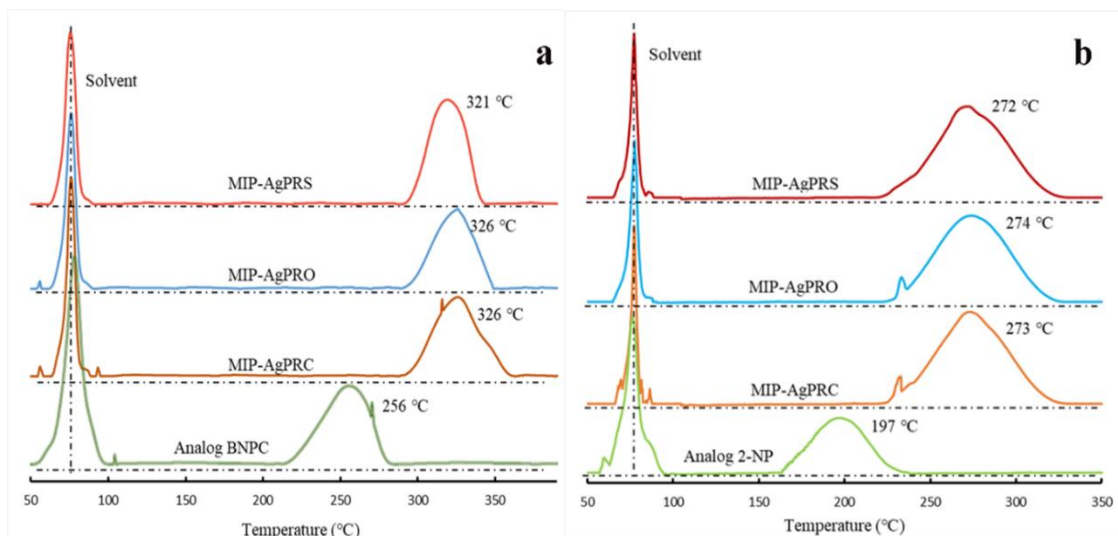 a
Solvent
321 °C
MIP-AgPRS
326 °C
MIP-AgPRO
326 °C
MIP-AgPRC
256 °C
Analog BNPC
50 100 150 200 250 300 350
Temperature (°C)
b
Solvent
272 °C
MIP-AgPRS
274 °C
MIP-AgPRO
273 °C
MIP-AgPRC
197 °C
Analog 2-NP
50 100 150 200 250 300 350
Temperature (°C)